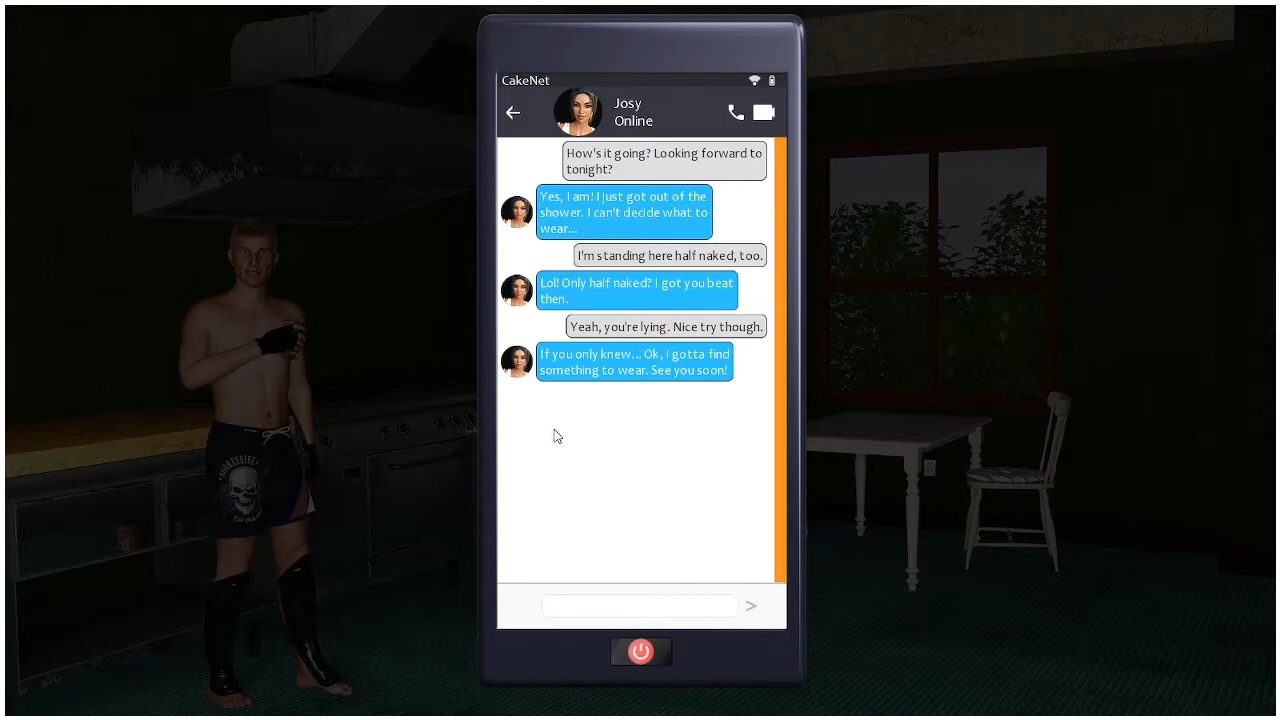 CakeNet
Josy
Online
How's it going? Looking forward to
tonight?
Yes, I am! I just got out of the
shower. I can't decide what to
wear...
I'm standing here half naked, too.
Lol! Only half naked? I got you beat
then.
Yeah, you're lying. Nice try though.
If you only knew... Ok, I gotta find
something to wear. See you soon!
AGGRESSIVE